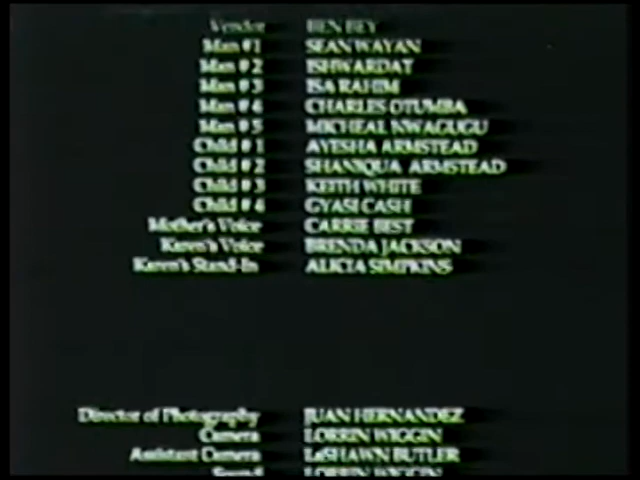 Vendor BEN BEY
Man #1 SEAN WAYAN
Man #2 ISHWARDAT
Man #3 ISA RAHIM
Man #4 CHARLES OTUMBA
Man #5 MICHEAL NWAGUGU
Child #1 AYESHA ARMSTEAD
Child #2 SHANIQUA ARMSTEAD
Child #3 KEITH WHITE
Child #4 GYASI CASH
Mother's Voice CARRIE BEST
Karen's Voice BRENDA JACKSON
Karen's Stand-In ALICIA SIMPKINS
Director of Photography JUAN HERNANDEZ
Camera LORRIN WIGGIN
Assistant Camera LaSHAWN BUTLER
Sound LORRIN WIGGIN